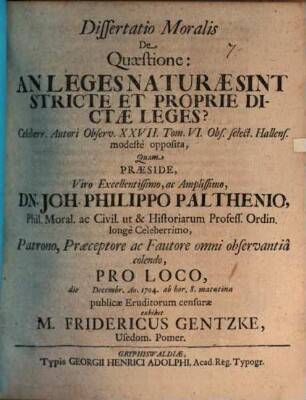 Dissertatio Moralis
De
Quæstione:
7.
AN LEGES NATURÆ SINT
STRICTE ET PROPRIE DI-
CTÆ LEGES?
Celeberr. Autori Observ. XXVII. Tom. VI. Obs. select. Hallens.
modestè opposita,
Quam
PRÆSIDE,
Viro Excellentissimo, ac Amplissimo,
DN. JOH. PHILIPPO PALTHENIO,
Phil. Moral. ac Civil. ut & Historiarum Profess. Ordin.
longè Celeberrimo,
Patrono, Præceptore ac Fautore omni observantiâ
colendo,
PRO LOCO,
die Decembr. Ao. 1704. ab hor. 8. matutina
publicæ Eruditorum censuræ
exhibet
M. FRIDERICUS GENTZKE,
Usedom. Pomer.
GRYPHISWALDIÆ,
Typis GEORGII HENRICI ADOLPHI, Acad. Reg. Typogr.